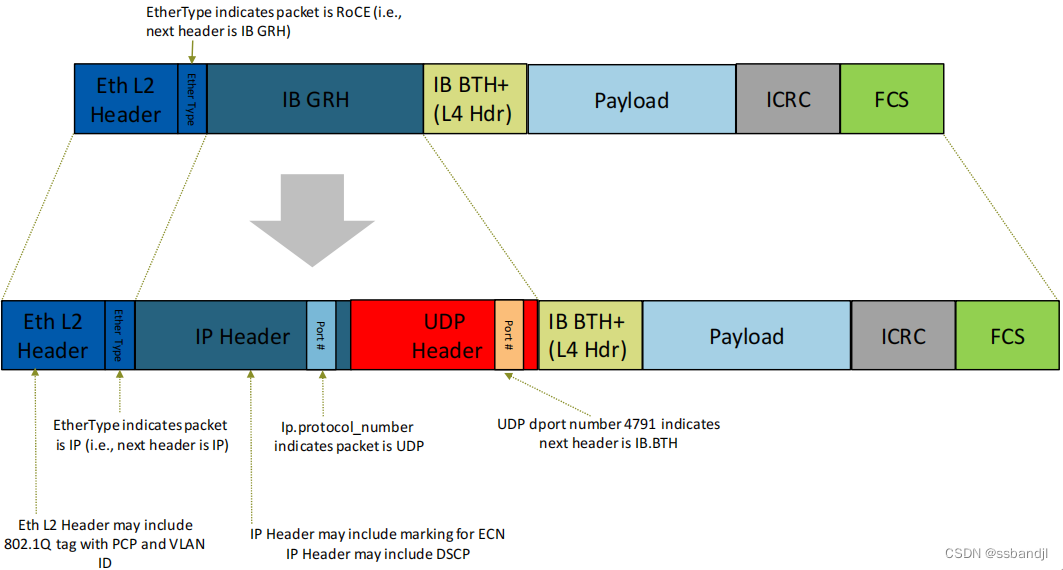 EtherType indicates packet is RoCE (i.e.,
next header is IB GRH)
Eth L2
Header
Ether Type
IB GRH
IB BTH+
(L4 Hdr)
Payload
ICRC
FCS
Eth L2
Header
Ether Type
IP Header
Port #
UDP
Header
Port #
IB BTH+
(L4 Hdr)
Payload
ICRC
FCS
EtherType indicates packet
is IP (i.e., next header is IP)
Ip.protocol_number
indicates packet is UDP
UDP dport number 4791 indicates
next header is IB.BTH
Eth L2 Header may include
802.1Q tag with PCP and VLAN
ID
IP Header may include marking for ECN
IP Header may include DSCP
CSDN @ssbandjl